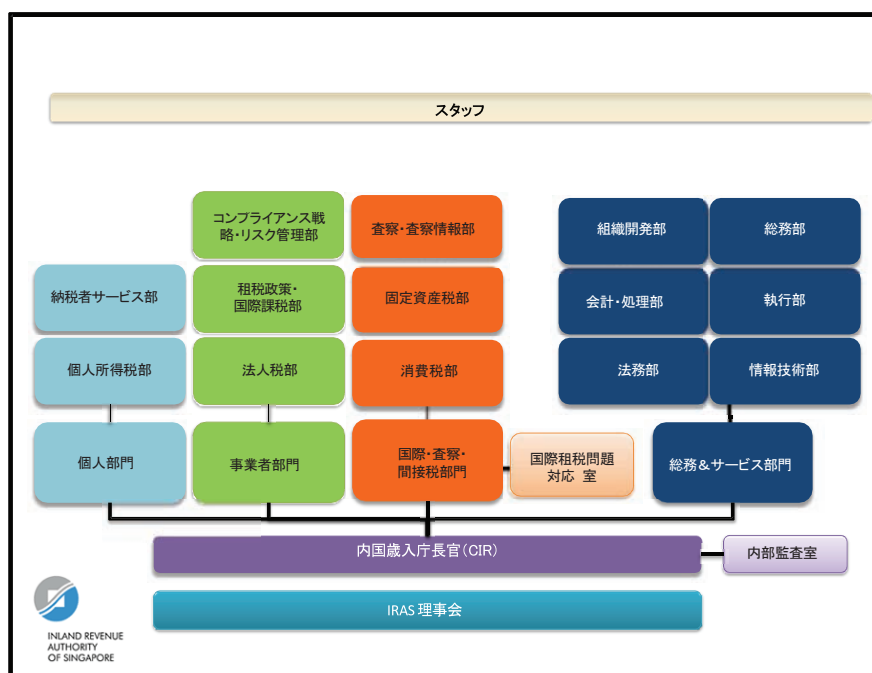 スタッフ
コンプライアンス戦
略・リスク管理部
査察・査察情報部
組織開発部
総務部
納税者サービス部
租税政策・
国際課税部
固定資産税部
会計・処理部
執行部
個人所得税部
法人税部
消費税部
法務部
情報技術部
個人部門
事業者部門
国際・査察・
間接税部門
国際租税問題
対応 室
総務&サービス部門
内国歳入庁長官(CIR)
内部監査室
IRAS 理事会
INLAND REVENUE
AUTHORITY
OF SINGAPORE